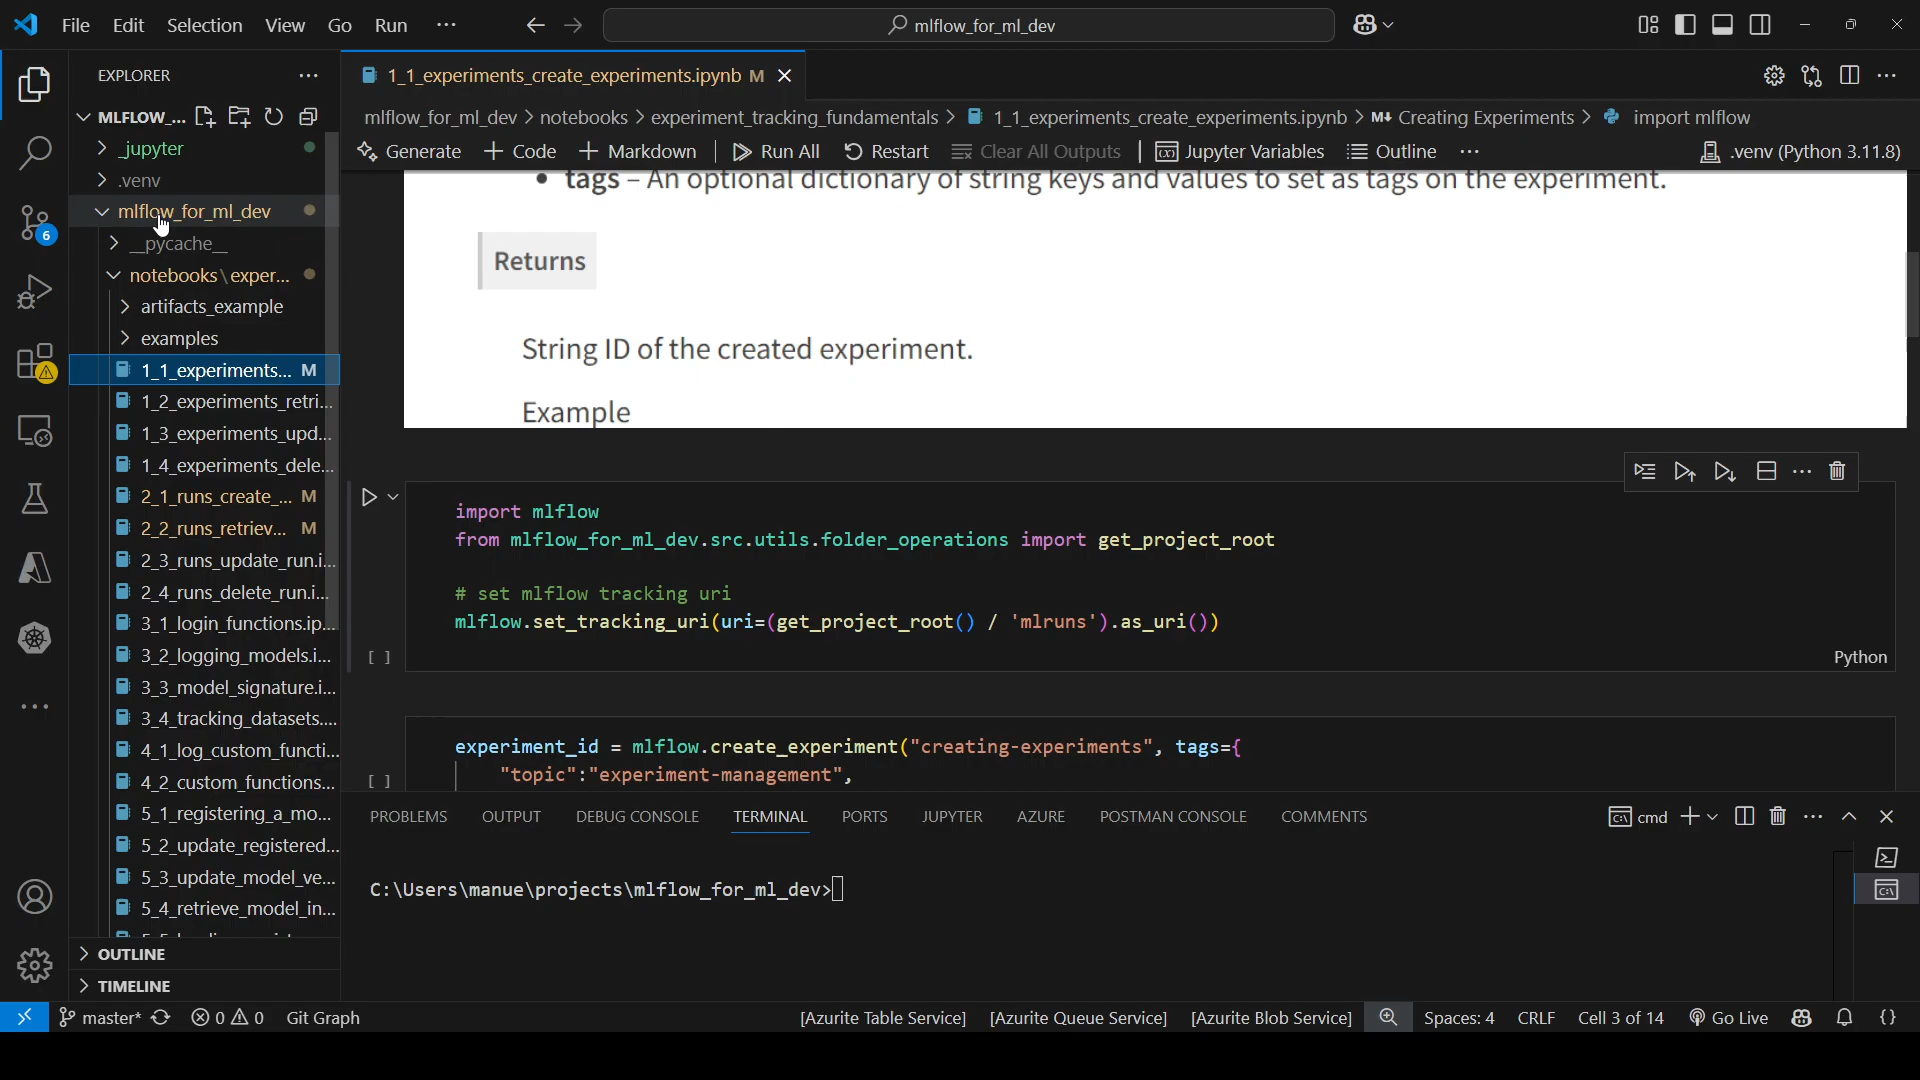 File Edit Selection View Go Run ···
mlflow_for_ml_dev
EXPLORER
MLFLOW_...
_jupyter
.venv
mlflow_for_ml_dev
__pycache__
notebooks\exper...
artifacts_example
examples
1_1_experiments... M
1_2_experiments_retri...
1_3_experiments_upd...
1_4_experiments_dele...
2_1_runs_create_... M
2_2_runs_retriev... M
2_3_runs_update_run.i...
2_4_runs_delete_run.i...
3_1_login_functions.ip...
3_2_logging_models.i...
3_3_model_signature.i...
3_4_tracking_datasets....
4_1_log_custom_functi...
4_2_custom_functions...
5_1_registering_a_mo...
5_2_update_registered...
5_3_update_model_ve...
5_4_retrieve_model_in...
OUTLINE
TIMELINE
6
1_1_experiments_create_experiments.ipynb M
mlflow_for_ml_dev > notebooks > experiment_tracking_fundamentals > 1_1_experiments_create_experiments.ipynb > M↓ Creating Experiments > import mlflow
Generate + Code + Markdown Run All Restart Clear All Outputs Jupyter Variables Outline ··· .venv (Python 3.11.8)
• tags – An optional dictionary of string keys and values to set as tags on the experiment.
Returns
String ID of the created experiment.
Example
import mlflow
from mlflow_for_ml_dev.src.utils.folder_operations import get_project_root
# set mlflow tracking uri
mlflow.set_tracking_uri(uri=(get_project_root() / 'mlruns').as_uri())
[ ] Python
experiment_id = mlflow.create_experiment("creating-experiments", tags={
"topic":"experiment-management",
[ ]
PROBLEMS OUTPUT DEBUG CONSOLE TERMINAL PORTS JUPYTER AZURE POSTMAN CONSOLE COMMENTS cmd
C:\Users\manue\projects\mlflow_for_ml_dev>
master* 0 0 Git Graph [Azurite Table Service] [Azurite Queue Service] [Azurite Blob Service] Spaces: 4 CRLF Cell 3 of 14 Go Live { }